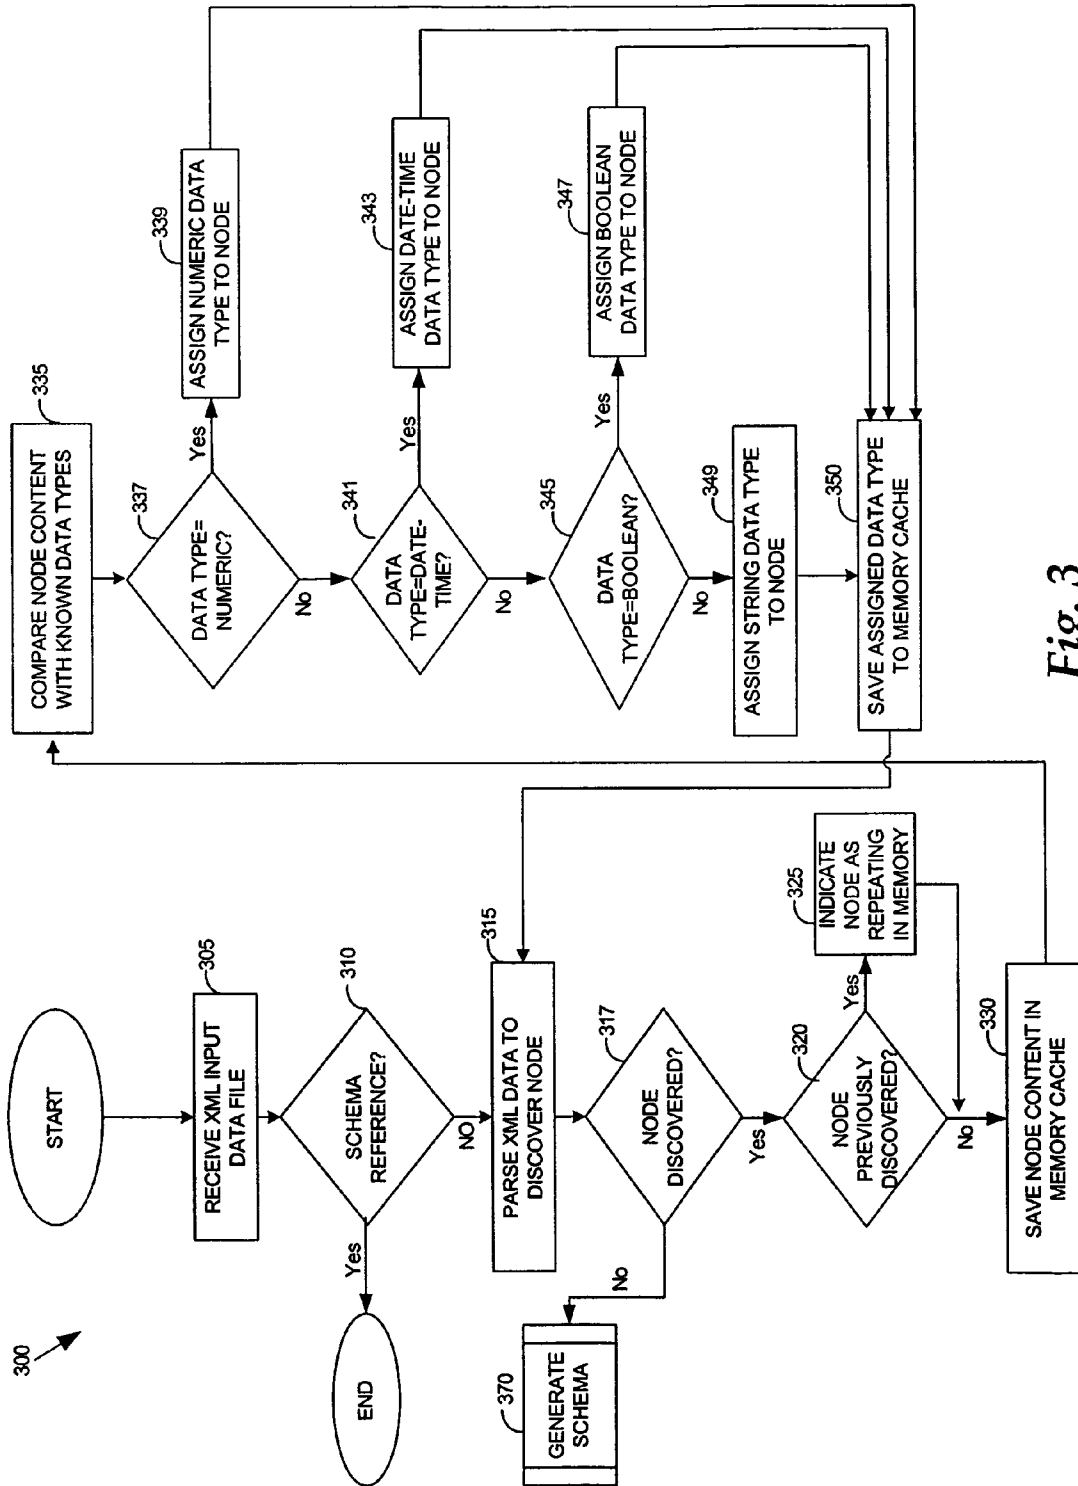 300
START
305
RECEIVE XML INPUT
DATA FILE
310
SCHEMA
REFERENCE?
Yes
END
NO
315
PARSE XML DATA TO
DISCOVER NODE
317
NODE
DISCOVERED?
No
370
GENERATE
SCHEMA
Yes
320
NODE
PREVIOUSLY
DISCOVERED?
Yes
325
INDICATE
NODE AS
REPEATING
IN MEMORY
No
330
SAVE NODE CONTENT IN
MEMORY CACHE
335
COMPARE NODE CONTENT
WITH KNOWN DATA TYPES
337
DATA TYPE=
NUMERIC?
Yes
339
ASSIGN NUMERIC DATA
TYPE TO NODE
No
341
DATA
TYPE=DATE-
TIME?
Yes
343
ASSIGN DATE-TIME
DATA TYPE TO NODE
No
345
DATA
TYPE=BOOLEAN?
Yes
347
ASSIGN BOOLEAN
DATA TYPE TO NODE
No
349
ASSIGN STRING DATA TYPE
TO NODE
350
SAVE ASSIGNED DATA TYPE
TO MEMORY CACHE
Fig. 3